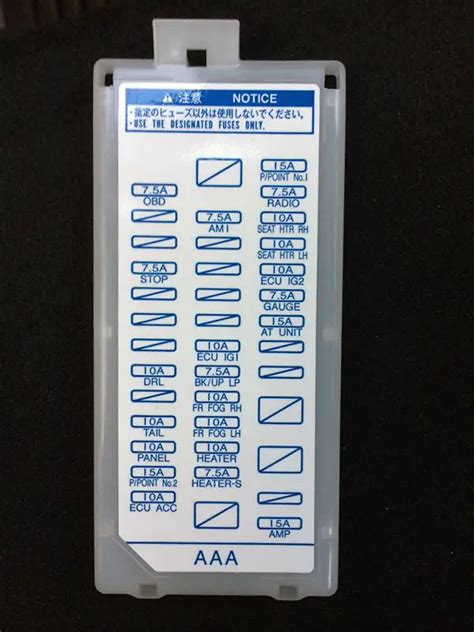 ⚠ 注意 NOTICE
・指定のヒューズ以外は使用しないでください。
・USE THE DESIGNATED FUSES ONLY.
7.5A
OBD
7.5A
STOP
10A
DRL
10A
TAIL
10A
PANEL
15A
P/POINT No.2
10A
ECU ACC
7.5A
AM1
10A
ECU IG1
7.5A
BK/UP LP
10A
FR FOG RH
10A
FR FOG LH
10A
HEATER
7.5A
HEATER-S
15A
P/POINT No.1
7.5A
RADIO
10A
SEAT HTR RH
10A
SEAT HTR LH
10A
ECU IG2
7.5A
GAUGE
15A
AT UNIT
15A
AMP
AAA